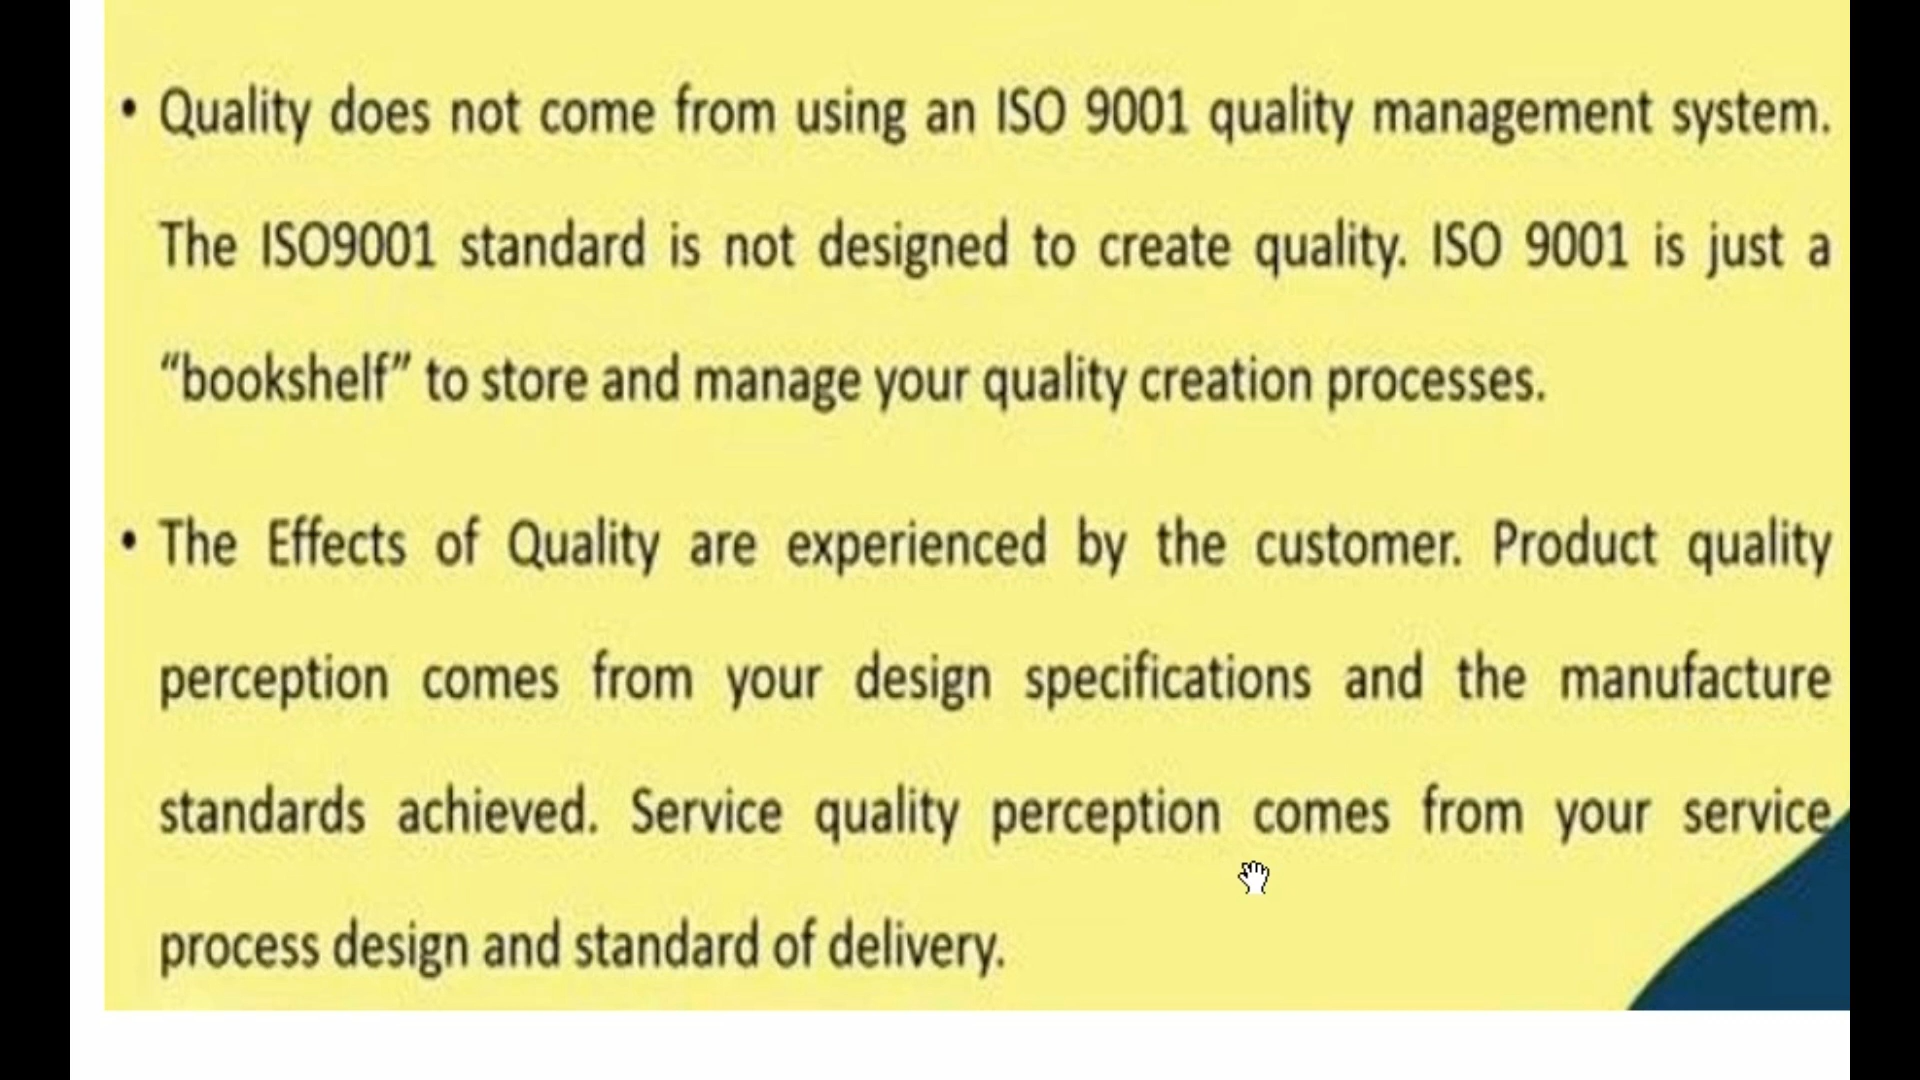 • Quality does not come from using an ISO 9001 quality management system.
The ISO9001 standard is not designed to create quality. ISO 9001 is just a
“bookshelf” to store and manage your quality creation processes.
• The Effects of Quality are experienced by the customer. Product quality
perception comes from your design specifications and the manufacture
standards achieved. Service quality perception comes from your service
process design and standard of delivery.